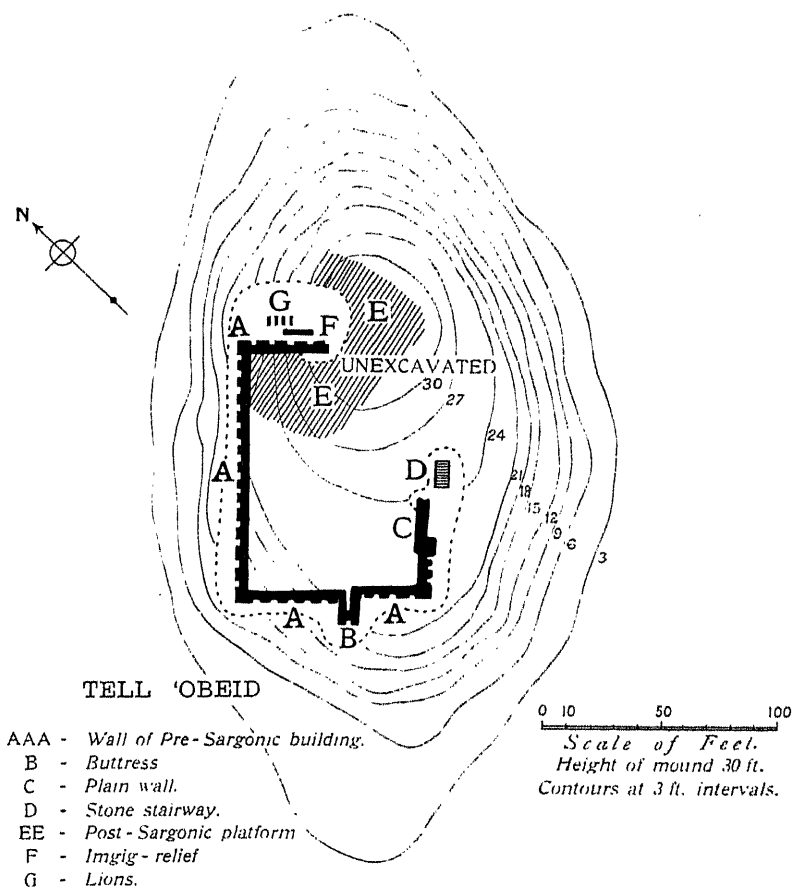 N
G
A
F
E
UNEXCAVATED
E
30
27
24
A
D
21
18
15
12
9
6
3
C
A
A
B
TELL 'OBEID
AAA - Wall of Pre-Sargonic building.
B - Buttress
C - Plain wall.
D - Stone stairway.
EE - Post-Sargonic platform
F - Imgig-relief
G - Lions.
0 10 50 100
Scale of Feet.
Height of mound 30 ft.
Contours at 3 ft. intervals.